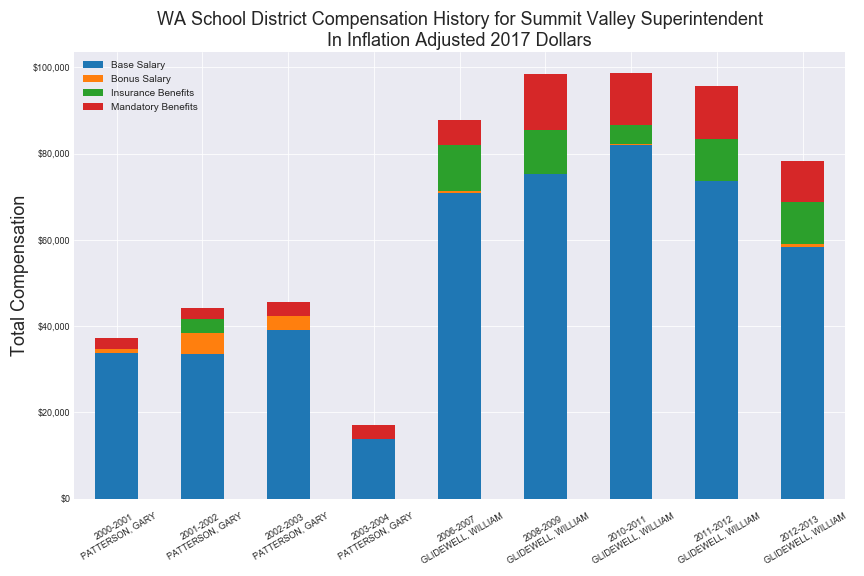 WA School District Compensation History for Summit Valley Superintendent
In Inflation Adjusted 2017 Dollars
Base Salary
Bonus Salary
Insurance Benefits
Mandatory Benefits
Total Compensation
$100,000
$80,000
$60,000
$40,000
$20,000
$0
2000-2001
PATTERSON, GARY
2001-2002
PATTERSON, GARY
2002-2003
PATTERSON, GARY
2003-2004
PATTERSON, GARY
2006-2007
GLIDEWELL, WILLIAM
2008-2009
GLIDEWELL, WILLIAM
2010-2011
GLIDEWELL, WILLIAM
2011-2012
GLIDEWELL, WILLIAM
2012-2013
GLIDEWELL, WILLIAM